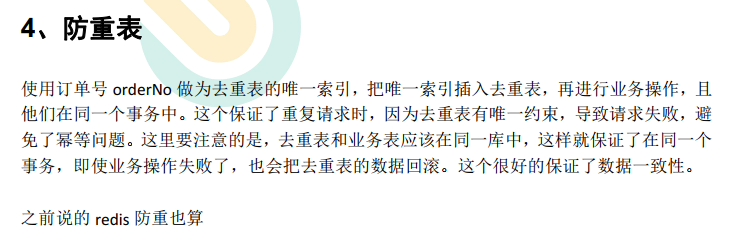 4、防重表
使用订单号 orderNo 做为去重表的唯一索引，把唯一索引插入去重表，再进行业务操作，且
他们在同一个事务中。这个保证了重复请求时，因为去重表有唯一约束，导致请求失败，避
免了幂等问题。这里要注意的是，去重表和业务表应该在同一库中，这样就保证了在同一个
事务，即使业务操作失败了，也会把去重表的数据回滚。这个很好的保证了数据一致性。
之前说的 redis 防重也算